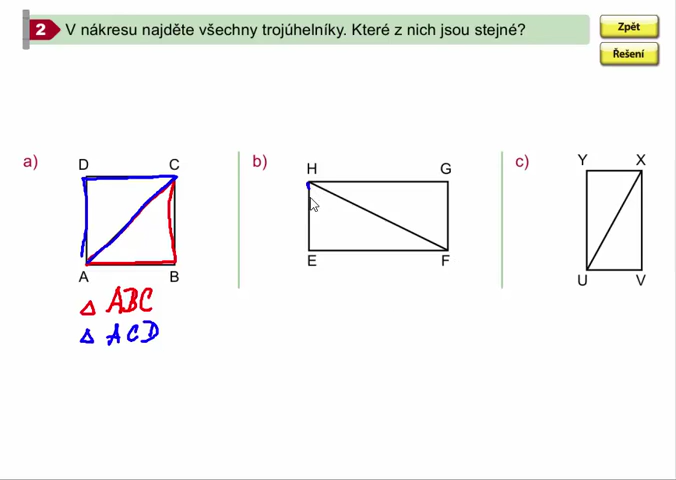 2 V nákresu najděte všechny trojúhelníky. Které z nich jsou stejné?
Zpět
Řešení
a)
D C
A B
△ ABC
△ ACD
b)
H G
E F
c)
Y X
U V